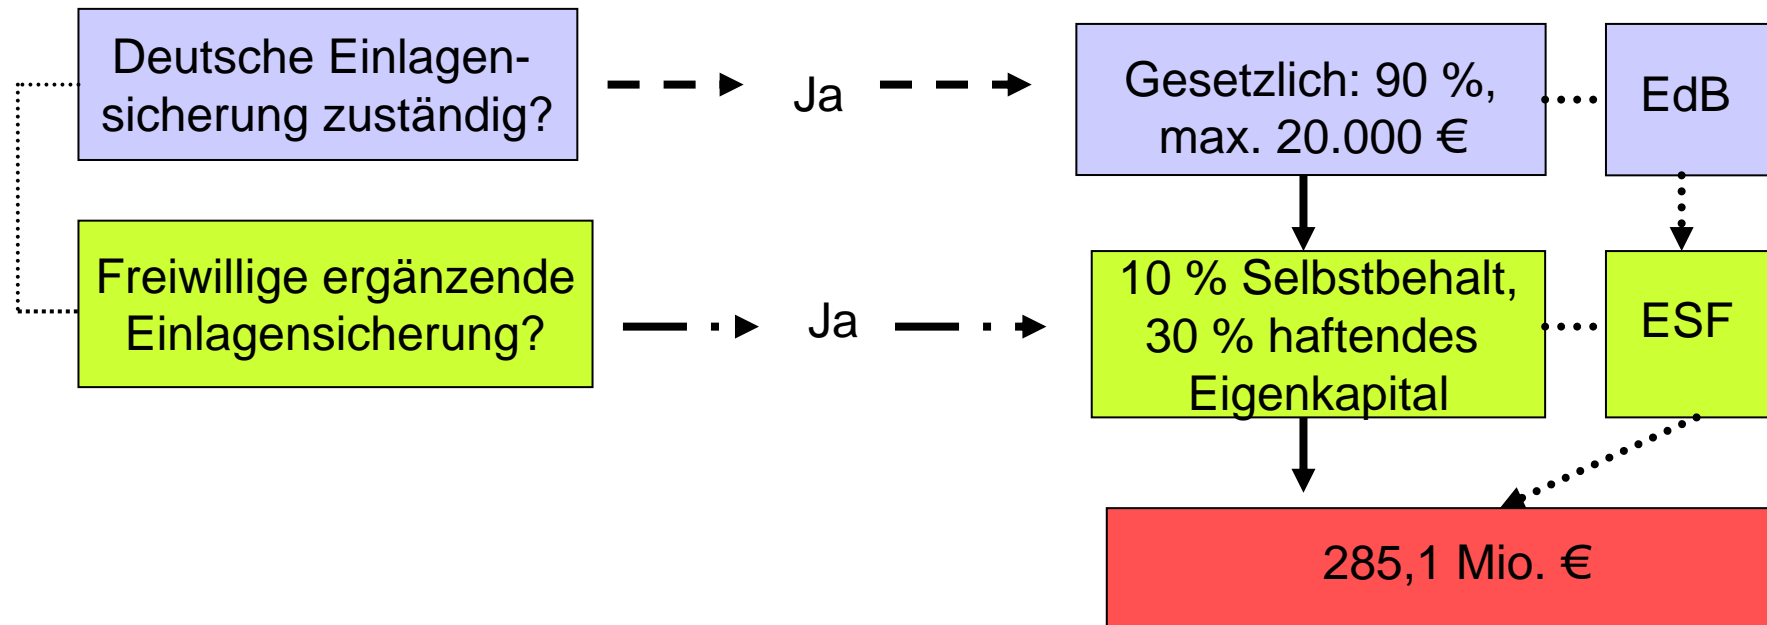 Deutsche Einlagen-
sicherung zuständig?
Ja
Gesetzlich: 90 %,
max. 20.000 €
EdB
Freiwillige ergänzende
Einlagensicherung?
Ja
10 % Selbstbehalt,
30 % haftendes
Eigenkapital
ESF
285,1 Mio. €